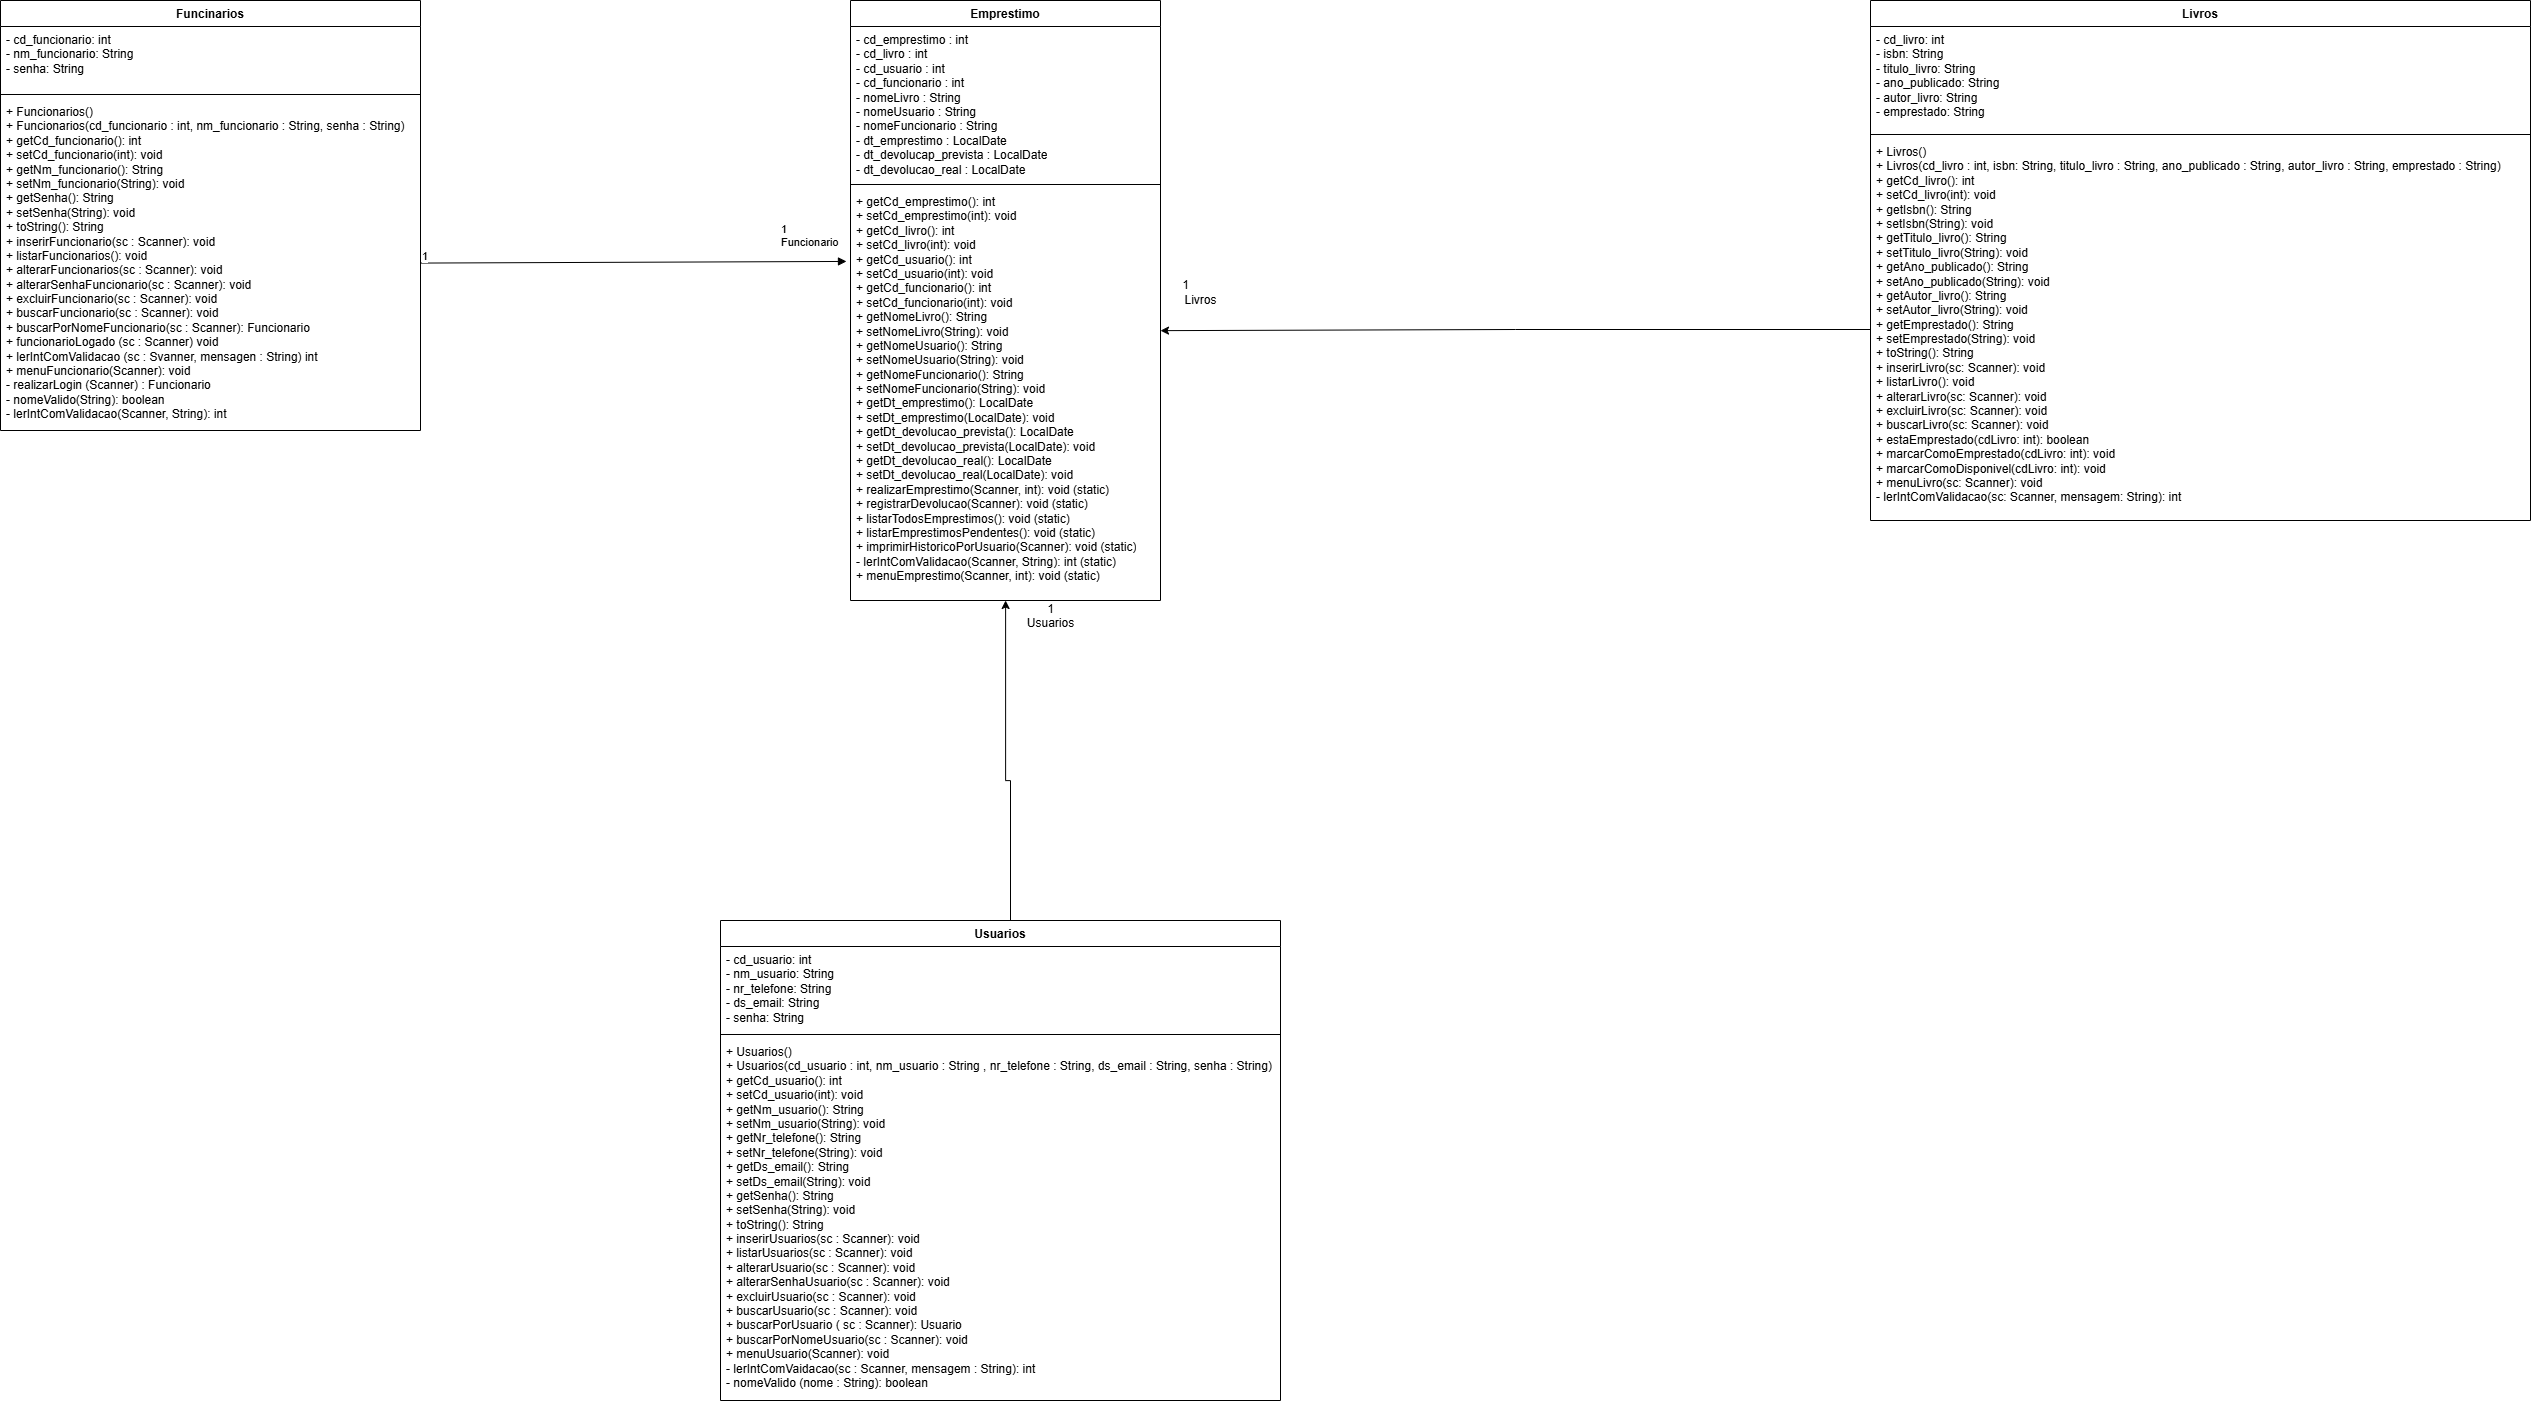 Funcinarios
- cd_funcionario: int
- nm_funcionario: String
- senha: String
+ Funcionarios()
+ Funcionarios(cd_funcionario : int, nm_funcionario : String, senha : String)
+ getCd_funcionario(): int
+ setCd_funcionario(int): void
+ getNm_funcionario(): String
+ setNm_funcionario(String): void
+ getSenha(): String
+ setSenha(String): void
+ toString(): String
+ inserirFuncionario(sc : Scanner): void
+ listarFuncionarios(): void
+ alterarFuncionarios(sc : Scanner): void
+ alterarSenhaFuncionario(sc : Scanner): void
+ excluirFuncionario(sc : Scanner): void
+ buscarFuncionario(sc : Scanner): void
+ buscarPorNomeFuncionario(sc : Scanner): Funcionario
+ funcionarioLogado (sc : Scanner) void
+ lerIntComValidacao (sc : Svanner, mensagen : String) int
+ menuFuncionario(Scanner): void
- realizarLogin (Scanner) : Funcionario
- nomeValido(String): boolean
- lerIntComValidacao(Scanner, String): int
1
1
Funcionario
Emprestimo
- cd_emprestimo : int
- cd_livro : int
- cd_usuario : int
- cd_funcionario : int
- nomeLivro : String
- nomeUsuario : String
- nomeFuncionario : String
- dt_emprestimo : LocalDate
- dt_devolucap_prevista : LocalDate
- dt_devolucao_real : LocalDate
+ getCd_emprestimo(): int
+ setCd_emprestimo(int): void
+ getCd_livro(): int
+ setCd_livro(int): void
+ getCd_usuario(): int
+ setCd_usuario(int): void
+ getCd_funcionario(): int
+ setCd_funcionario(int): void
+ getNomeLivro(): String
+ setNomeLivro(String): void
+ getNomeUsuario(): String
+ setNomeUsuario(String): void
+ getNomeFuncionario(): String
+ setNomeFuncionario(String): void
+ getDt_emprestimo(): LocalDate
+ setDt_emprestimo(LocalDate): void
+ getDt_devolucao_prevista(): LocalDate
+ setDt_devolucao_prevista(LocalDate): void
+ getDt_devolucao_real(): LocalDate
+ setDt_devolucao_real(LocalDate): void
+ realizarEmprestimo(Scanner, int): void (static)
+ registrarDevolucao(Scanner): void (static)
+ listarTodosEmprestimos(): void (static)
+ listarEmprestimosPendentes(): void (static)
+ imprimirHistoricoPorUsuario(Scanner): void (static)
- lerIntComValidacao(Scanner, String): int (static)
+ menuEmprestimo(Scanner, int): void (static)
1
Livros
Livros
- cd_livro: int
- isbn: String
- titulo_livro: String
- ano_publicado: String
- autor_livro: String
- emprestado: String
+ Livros()
+ Livros(cd_livro : int, isbn: String, titulo_livro : String, ano_publicado : String, autor_livro : String, emprestado : String)
+ getCd_livro(): int
+ setCd_livro(int): void
+ getIsbn(): String
+ setIsbn(String): void
+ getTitulo_livro(): String
+ setTitulo_livro(String): void
+ getAno_publicado(): String
+ setAno_publicado(String): void
+ getAutor_livro(): String
+ setAutor_livro(String): void
+ getEmprestado(): String
+ setEmprestado(String): void
+ toString(): String
+ inserirLivro(sc: Scanner): void
+ listarLivro(): void
+ alterarLivro(sc: Scanner): void
+ excluirLivro(sc: Scanner): void
+ buscarLivro(sc: Scanner): void
+ estaEmprestado(cdLivro: int): boolean
+ marcarComoEmprestado(cdLivro: int): void
+ marcarComoDisponivel(cdLivro: int): void
+ menuLivro(sc: Scanner): void
- lerIntComValidacao(sc: Scanner, mensagem: String): int
1
Usuarios
Usuarios
- cd_usuario: int
- nm_usuario: String
- nr_telefone: String
- ds_email: String
- senha: String
+ Usuarios()
+ Usuarios(cd_usuario : int, nm_usuario : String , nr_telefone : String, ds_email : String, senha : String)
+ getCd_usuario(): int
+ setCd_usuario(int): void
+ getNm_usuario(): String
+ setNm_usuario(String): void
+ getNr_telefone(): String
+ setNr_telefone(String): void
+ getDs_email(): String
+ setDs_email(String): void
+ getSenha(): String
+ setSenha(String): void
+ toString(): String
+ inserirUsuarios(sc : Scanner): void
+ listarUsuarios(sc : Scanner): void
+ alterarUsuario(sc : Scanner): void
+ alterarSenhaUsuario(sc : Scanner): void
+ excluirUsuario(sc : Scanner): void
+ buscarUsuario(sc : Scanner): void
+ buscarPorUsuario ( sc : Scanner): Usuario
+ buscarPorNomeUsuario(sc : Scanner): void
+ menuUsuario(Scanner): void
- lerIntComVaidacao(sc : Scanner, mensagem : String): int
- nomeValido (nome : String): boolean